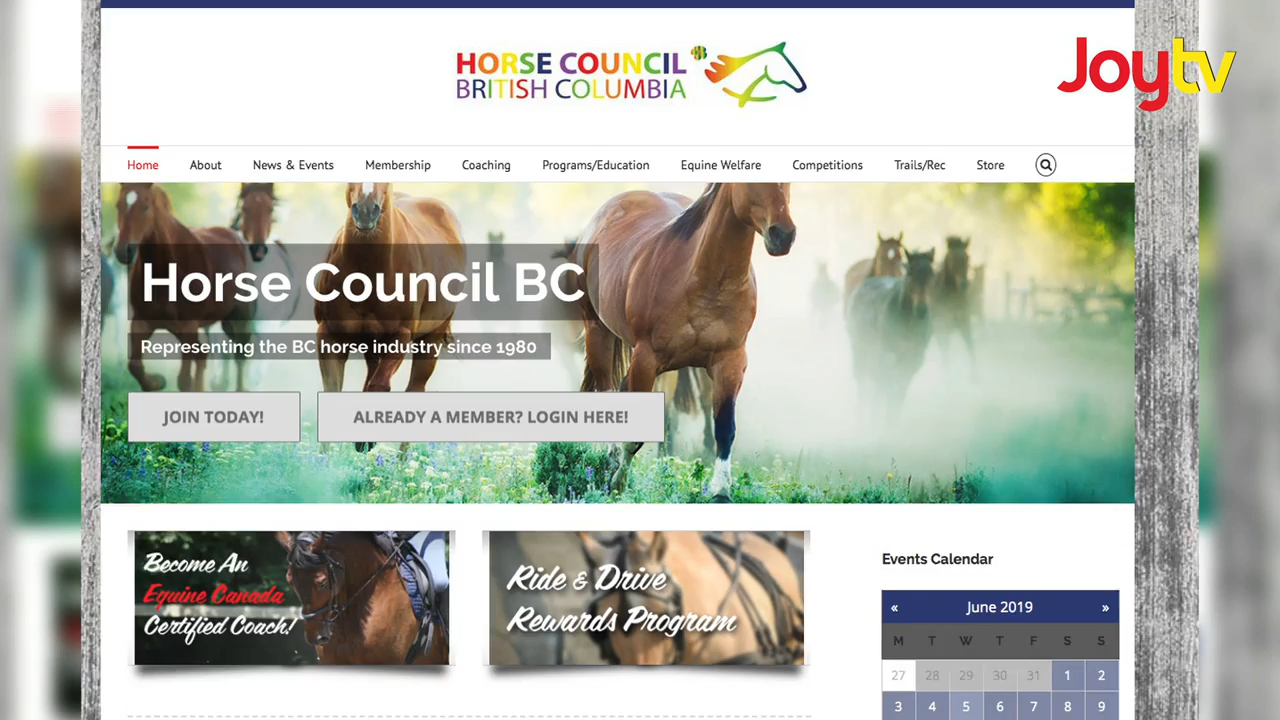 HORSE COUNCIL
BRITISH COLUMBIA
Joytv
Home About News & Events Membership Coaching Programs/Education Equine Welfare Competitions Trails/Rec Store
Horse Council BC
Representing the BC horse industry since 1980
JOIN TODAY! ALREADY A MEMBER? LOGIN HERE!
Become An
Equine Canada
Certified Coach!
Ride & Drive
Rewards Program
Events Calendar
« June 2019 »
M T W T F S S
27 28 29 30 31 1 2
3 4 5 6 7 8 9